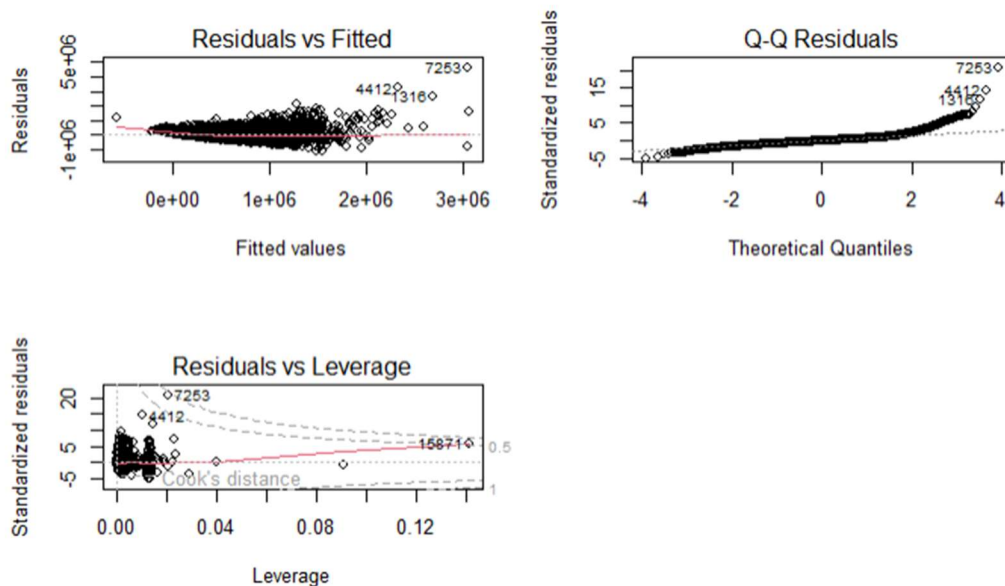 Residuals vs Fitted
Residuals
5e+06
-1e+06
7253
4412
1316
0e+00 1e+06 2e+06 3e+06
Fitted values
Q-Q Residuals
Standardized residuals
15
5
-5
7253
4412
1316
-4 -2 0 2 4
Theoretical Quantiles
Residuals vs Leverage
Standardized residuals
20
5
-5
7253
4412
15871
0.5
Cook's distance
1
0.00 0.04 0.08 0.12
Leverage